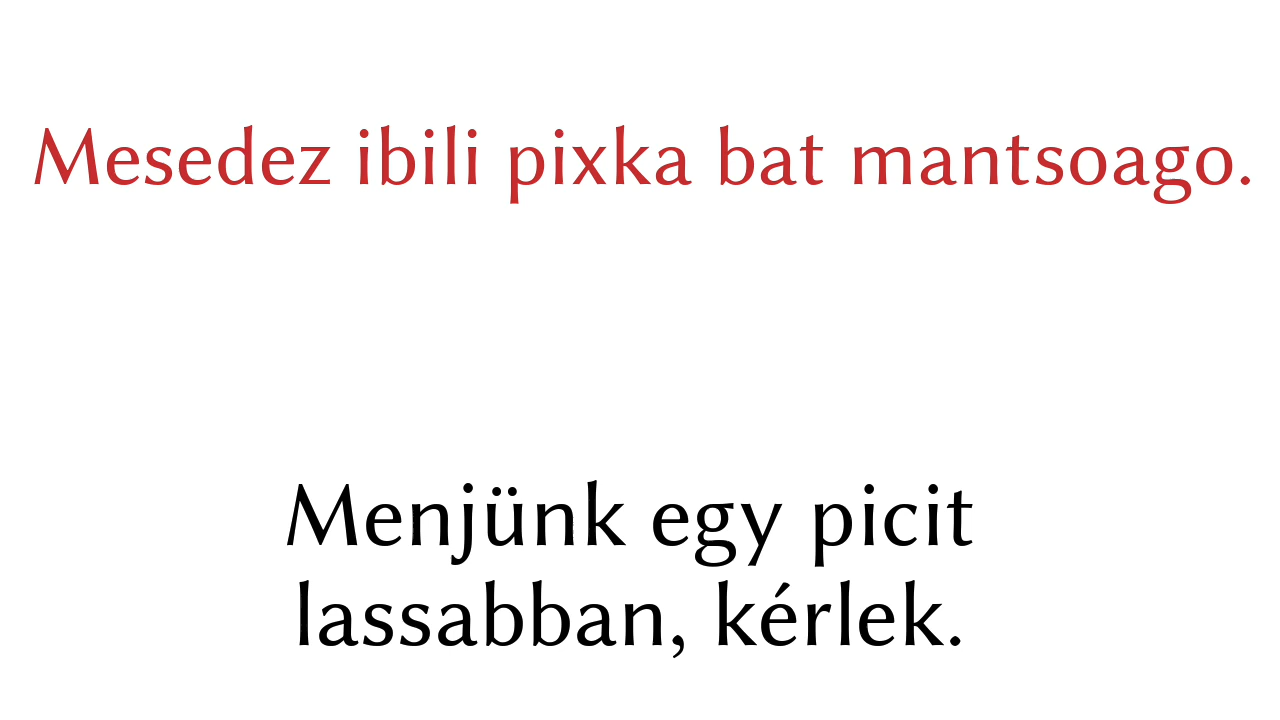 Mesedez ibili pixka bat mantsoago.
Menjünk egy picit
lassabban, kérlek.